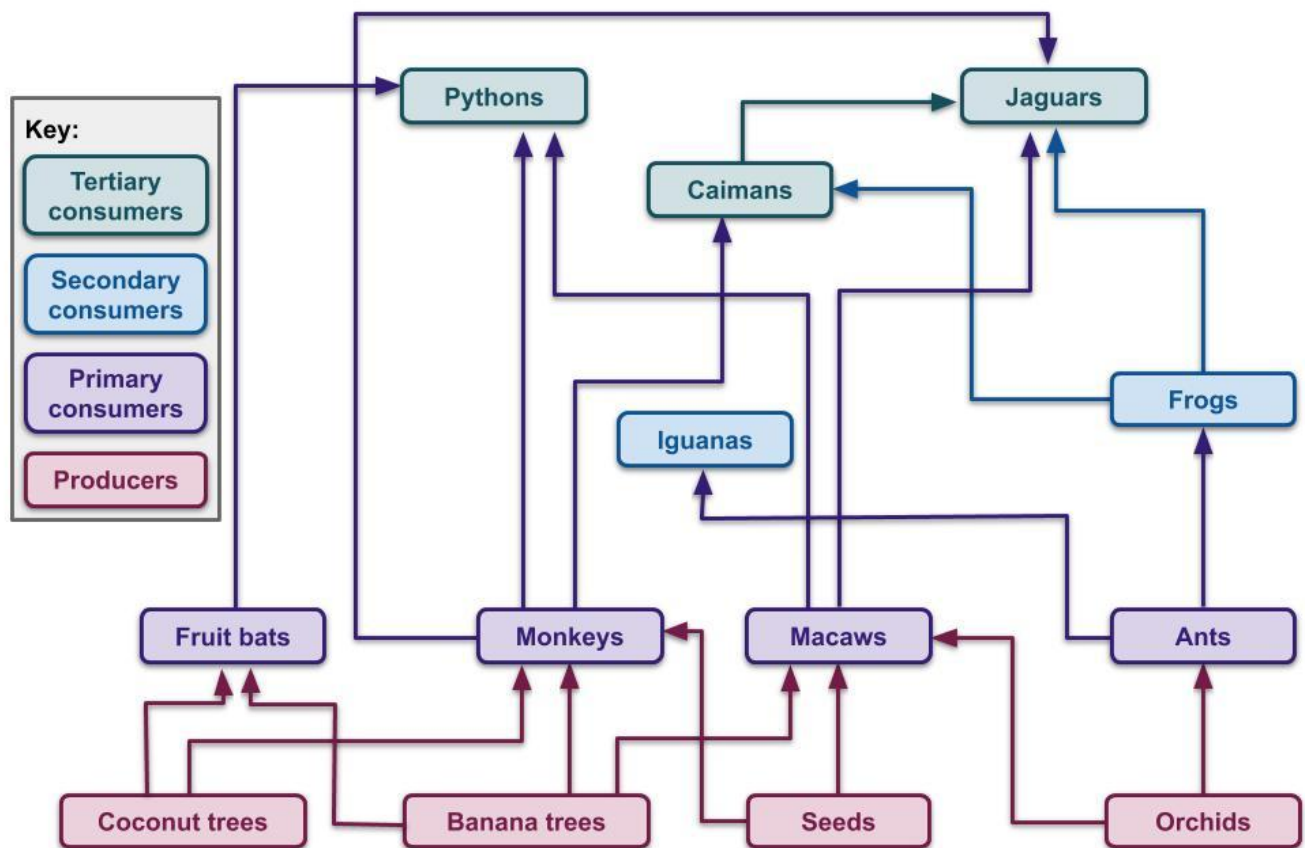 Pythons
Jaguars
Key:
Tertiary
consumers
Caimans
Secondary
consumers
Primary
consumers
Frogs
Iguanas
Producers
Fruit bats
Monkeys
Macaws
Ants
Coconut trees
Banana trees
Seeds
Orchids